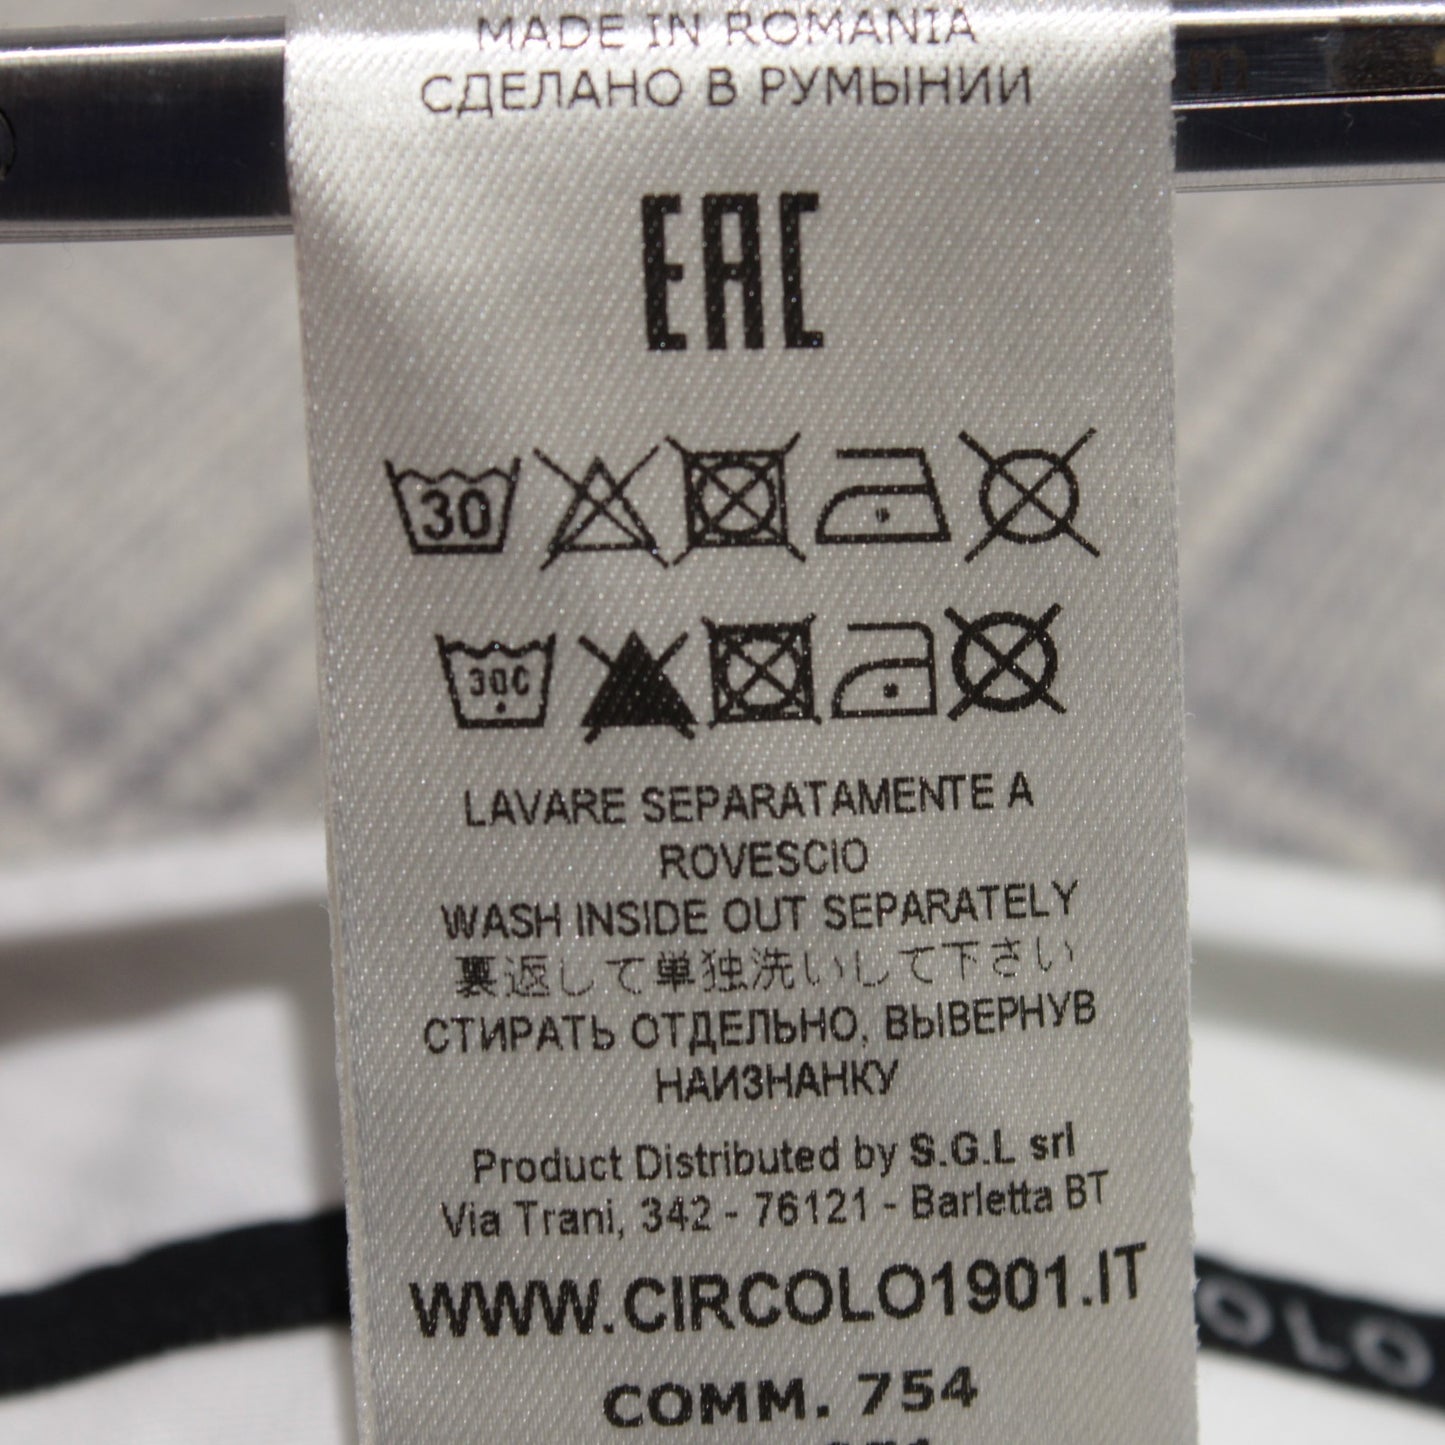 MADE IN ROMANIA
СДЕЛАНО В РУМЫНИИ
EAC
30
30C
LAVARE SEPARATAMENTE A
ROVESCIO
WASH INSIDE OUT SEPARATELY
裏返して単独洗いして下さい
СТИРАТЬ ОТДЕЛЬНО, ВЫВЕРНУВ
НАИЗНАНКУ
Product Distributed by S.G.L srl
Via Trani, 342 - 76121 - Barletta BT
WWW.CIRCOLO1901.IT
OLO
COMM. 754